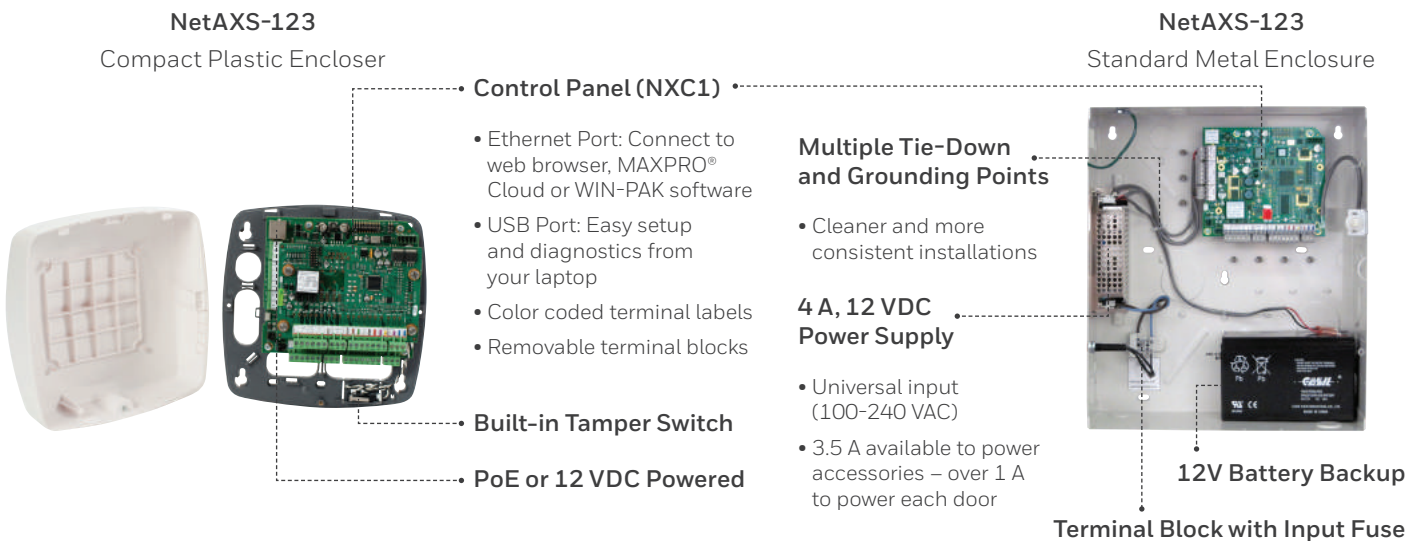 NetAXS-123
Compact Plastic Encloser
Control Panel (NXC1)
• Ethernet Port: Connect to
web browser, MAXPRO®
Cloud or WIN-PAK software
• USB Port: Easy setup
and diagnostics from
your laptop
• Color coded terminal labels
• Removable terminal blocks
Built-in Tamper Switch
PoE or 12 VDC Powered
NetAXS-123
Standard Metal Enclosure
Multiple Tie-Down
and Grounding Points
• Cleaner and more
consistent installations
4 A, 12 VDC
Power Supply
• Universal input
(100-240 VAC)
• 3.5 A available to power
accessories – over 1 A
to power each door
Pb
Pb
CASIL
12V Battery Backup
Terminal Block with Input Fuse